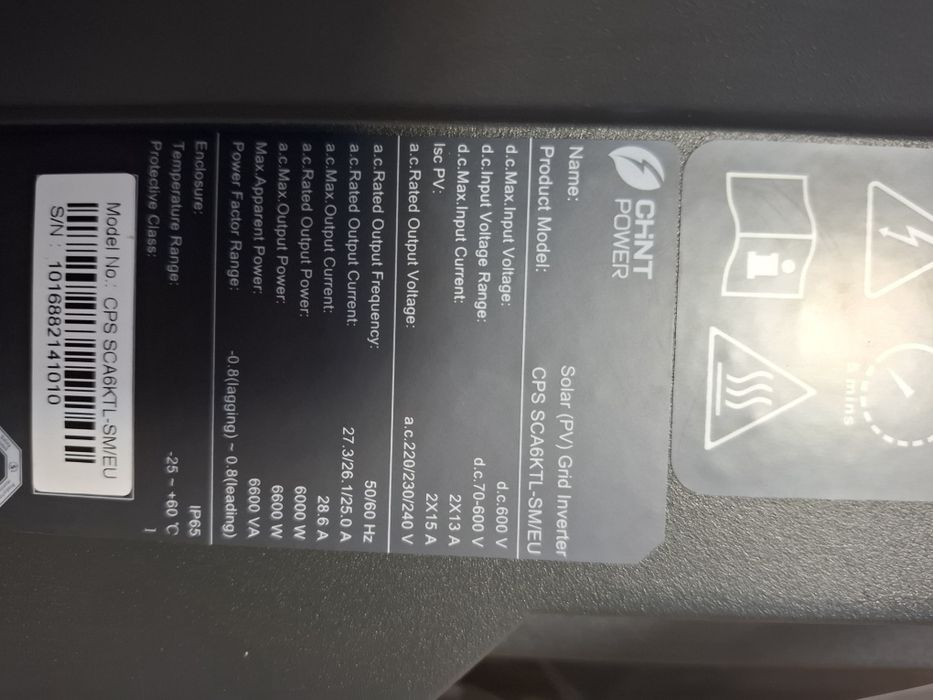 5 mins
CHNT
POWER
Name: Solar (PV) Grid Inverter
Product Model: CPS SCA6KTL-SM/EU
d.c.Max.Input Voltage: d.c.600 V
d.c.Input Voltage Range: d.c.70-600 V
d.c.Max.Input Current: 2X13 A
Isc PV: 2X15 A
a.c.Rated Output Voltage: a.c.220/230/240 V
a.c.Rated Output Frequency: 50/60 Hz
a.c.Rated Output Current: 27.3/26.1/25.0 A
a.c.Max.Output Current: 28.6 A
a.c.Rated Output Power: 6000 W
a.c.Max.Output Power: 6600 W
Max.Apparent Power: 6600 VA
Power Factor Range: -0.8(lagging) ~ 0.8(leading)
Enclosure: IP65
Temperature Range: -25 ~ +60 ℃
Protective Class: I
Model No.: CPS SCA6KTL-SM/EU
S/N : 1016882141010